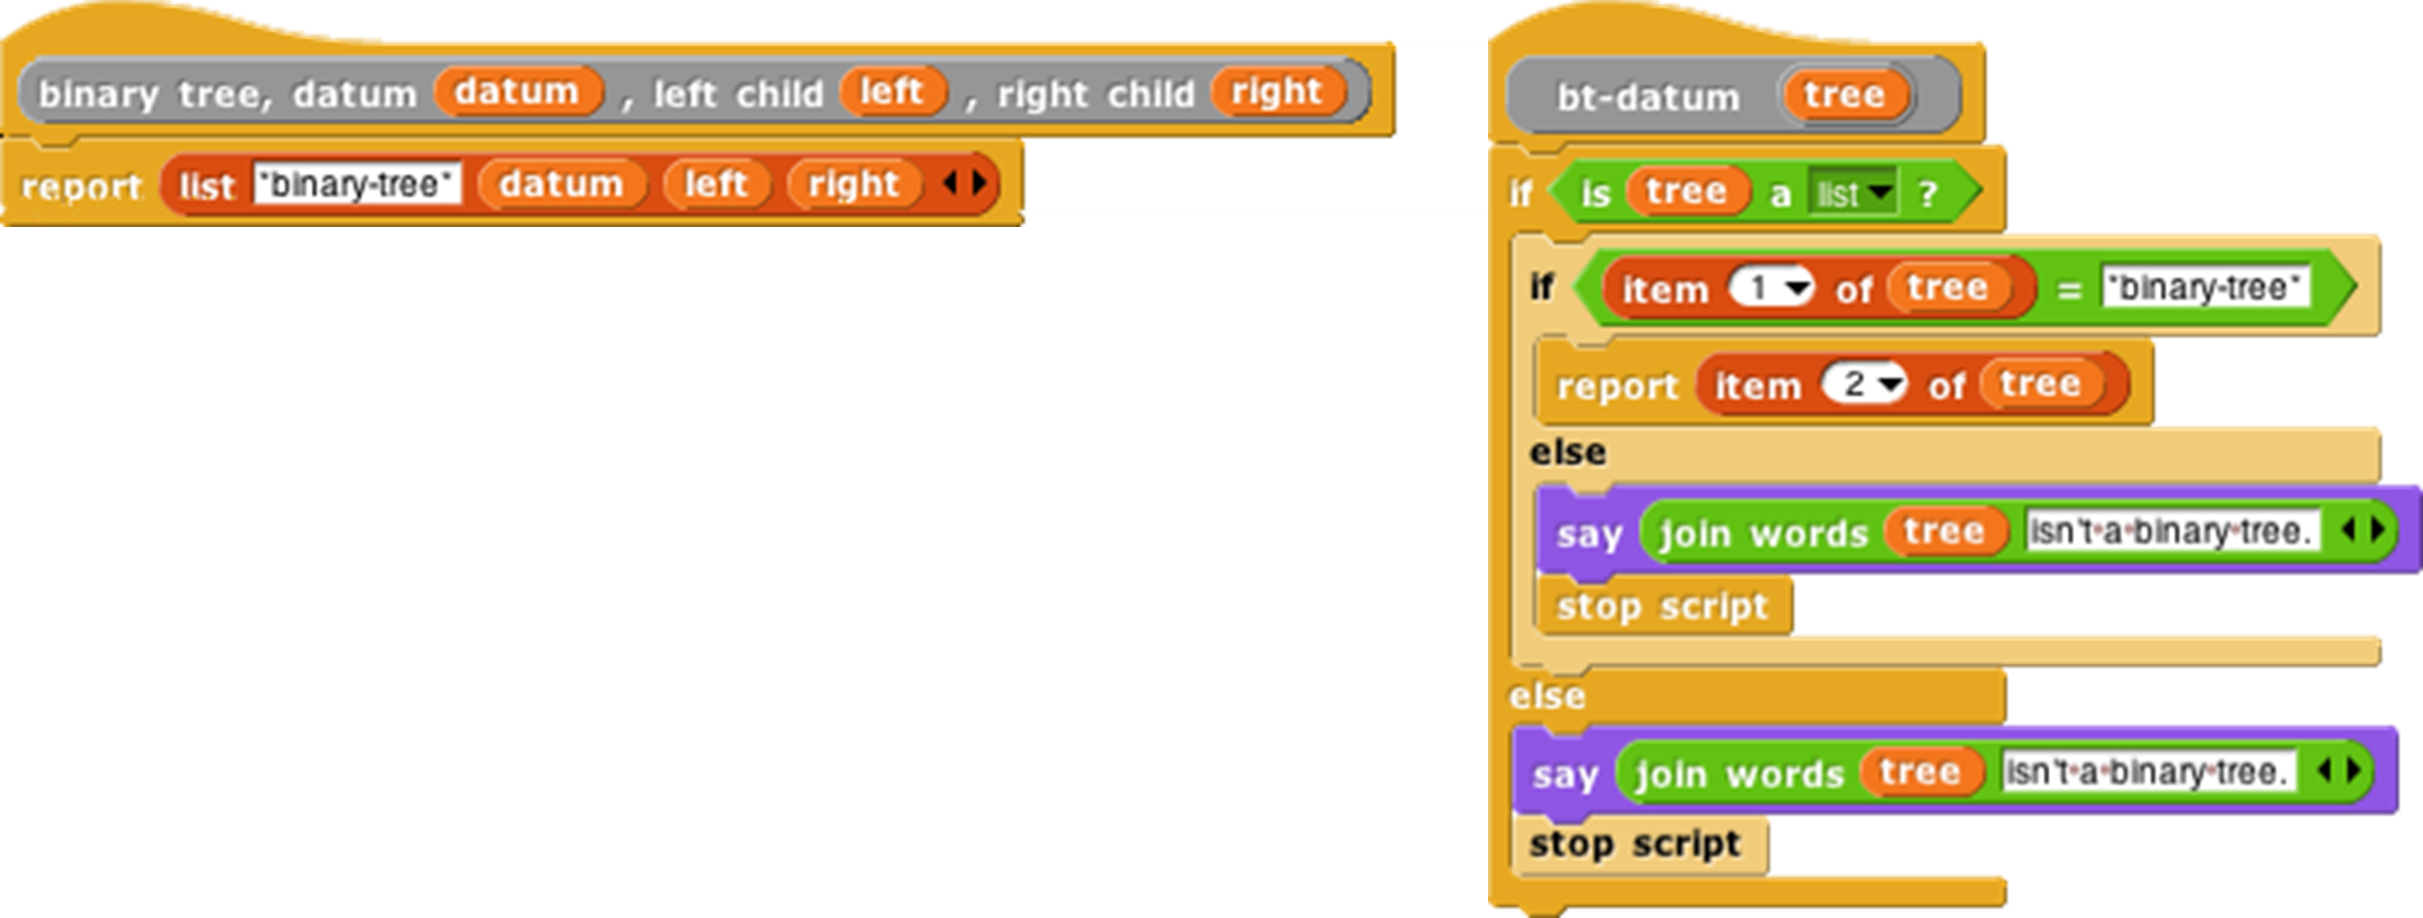 binary tree, datum datum , left child left , right child right
report list "binary-tree" datum left right
bt-datum tree
if is tree a list ?
if item 1 of tree = "binary-tree"
report item 2 of tree
else
say join words tree isn't a binary tree.
stop script
else
say join words tree isn't a binary tree.
stop script